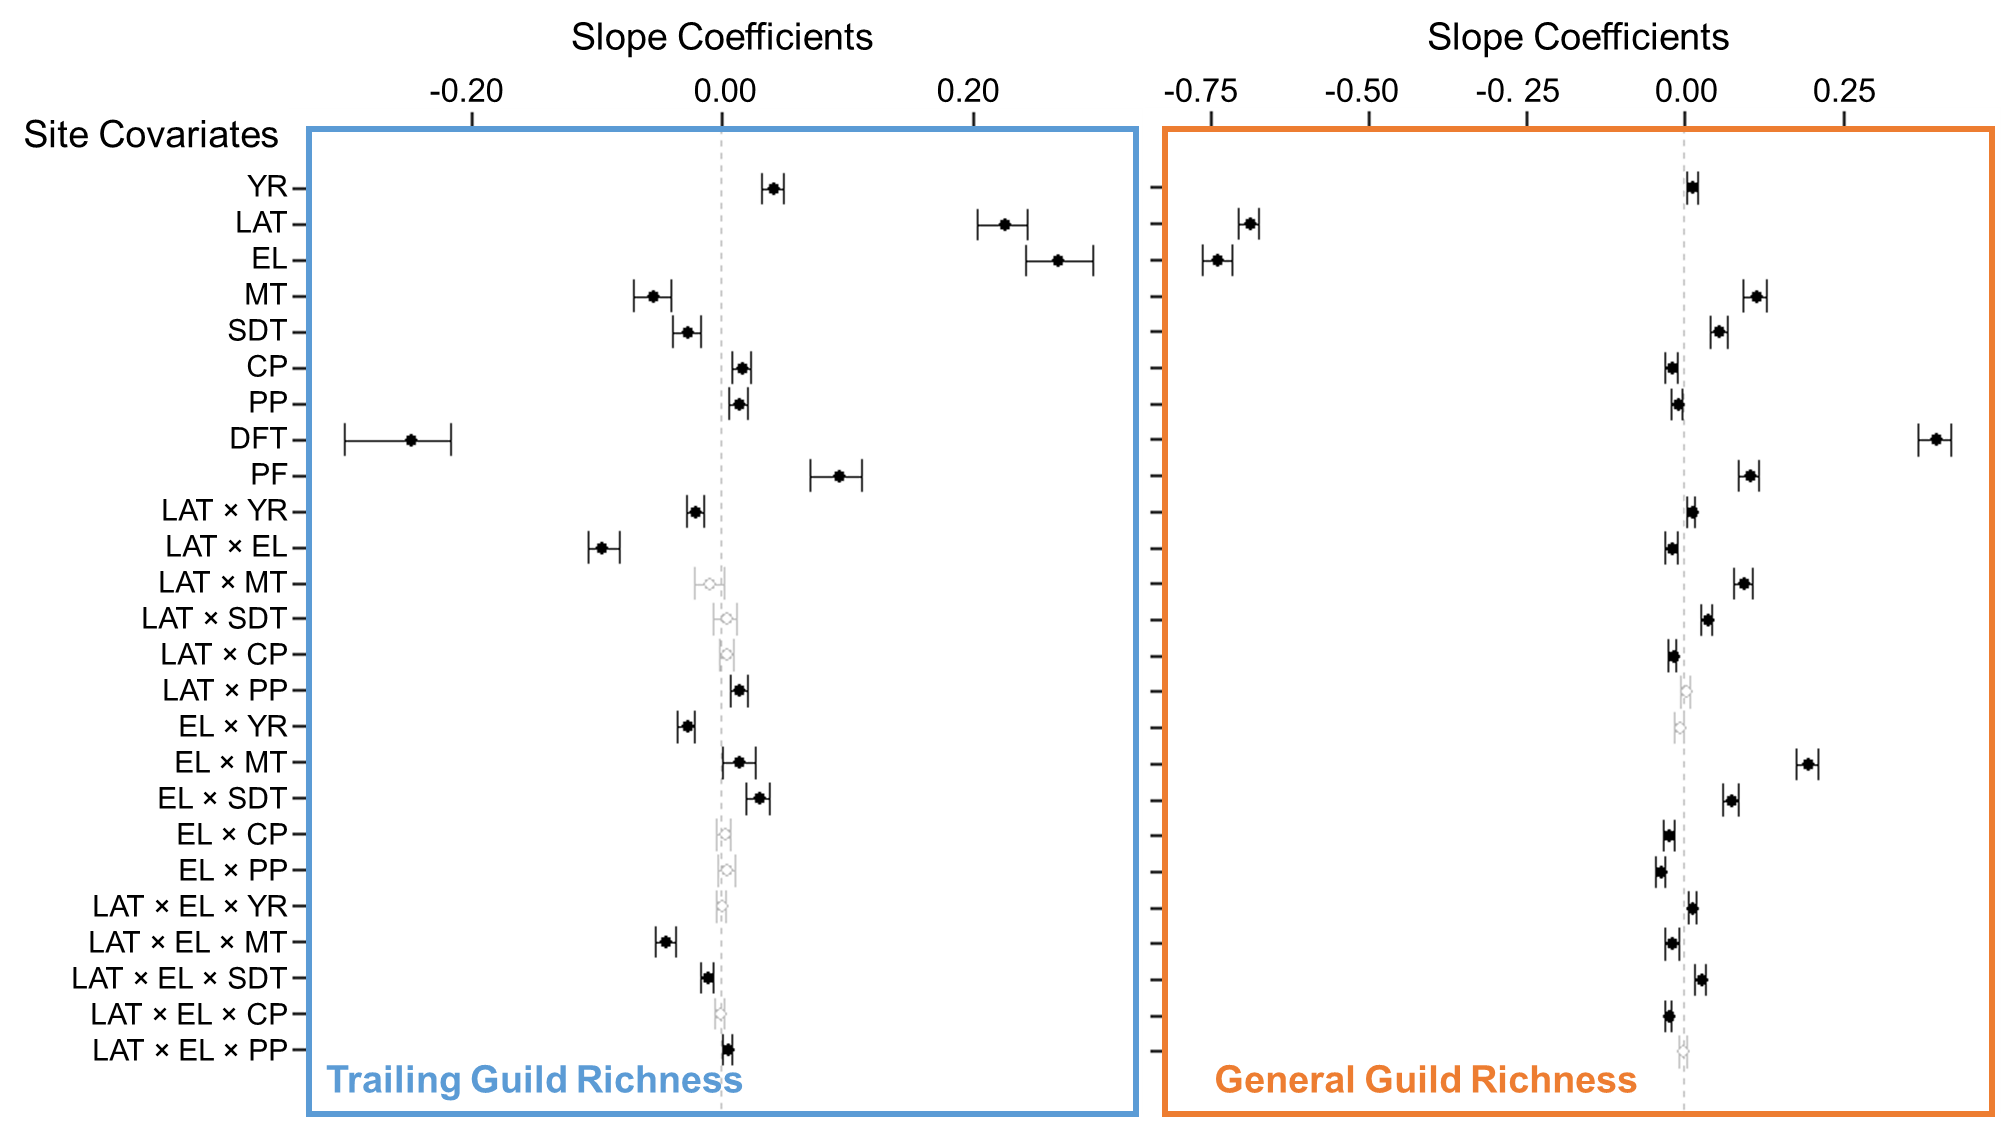 Slope Coefficients
Slope Coefficients
-0.20 0.00 0.20
-0.75 -0.50 -0. 25 0.00 0.25
Site Covariates
YR
LAT
EL
MT
SDT
CP
PP
DFT
PF
LAT × YR
LAT × EL
LAT × MT
LAT × SDT
LAT × CP
LAT × PP
EL × YR
EL × MT
EL × SDT
EL × CP
EL × PP
LAT × EL × YR
LAT × EL × MT
LAT × EL × SDT
LAT × EL × CP
LAT × EL × PP
Trailing Guild Richness
General Guild Richness